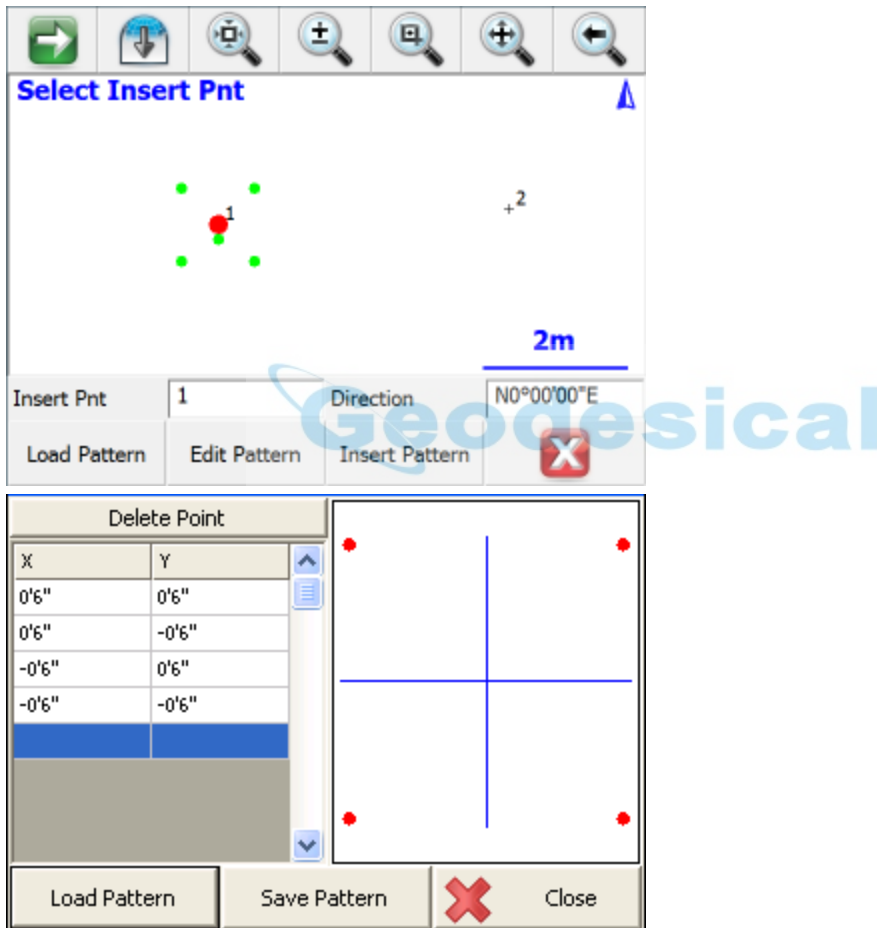 Select Insert Pnt
1
2
2m
Insert Pnt 1 Direction N0°00'00"E
Geodesical
Load Pattern Edit Pattern Insert Pattern
Delete Point
X Y
0'6" 0'6"
0'6" -0'6"
-0'6" 0'6"
-0'6" -0'6"
Load Pattern Save Pattern Close